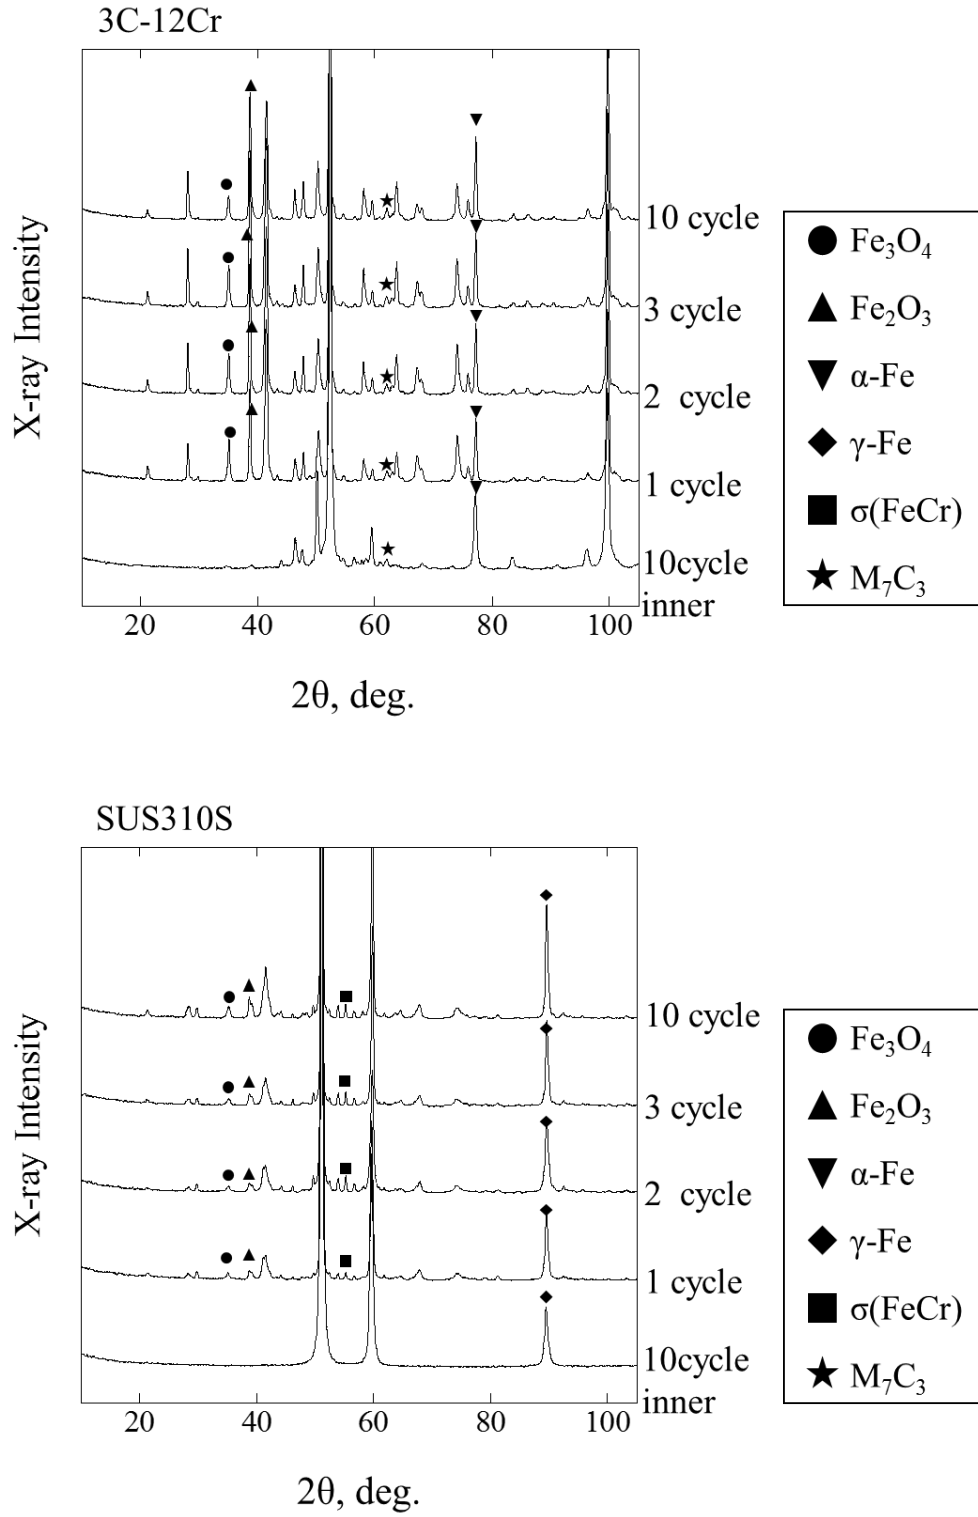 3C-12Cr
X-ray Intensity
10 cycle
3 cycle
2 cycle
1 cycle
10cycle
inner
20 40 60 80 100
2θ, deg.
Fe₃O₄
Fe₂O₃
α-Fe
γ-Fe
σ(FeCr)
M₇C₃
SUS310S
X-ray Intensity
10 cycle
3 cycle
2 cycle
1 cycle
10cycle
inner
20 40 60 80 100
2θ, deg.
Fe₃O₄
Fe₂O₃
α-Fe
γ-Fe
σ(FeCr)
M₇C₃